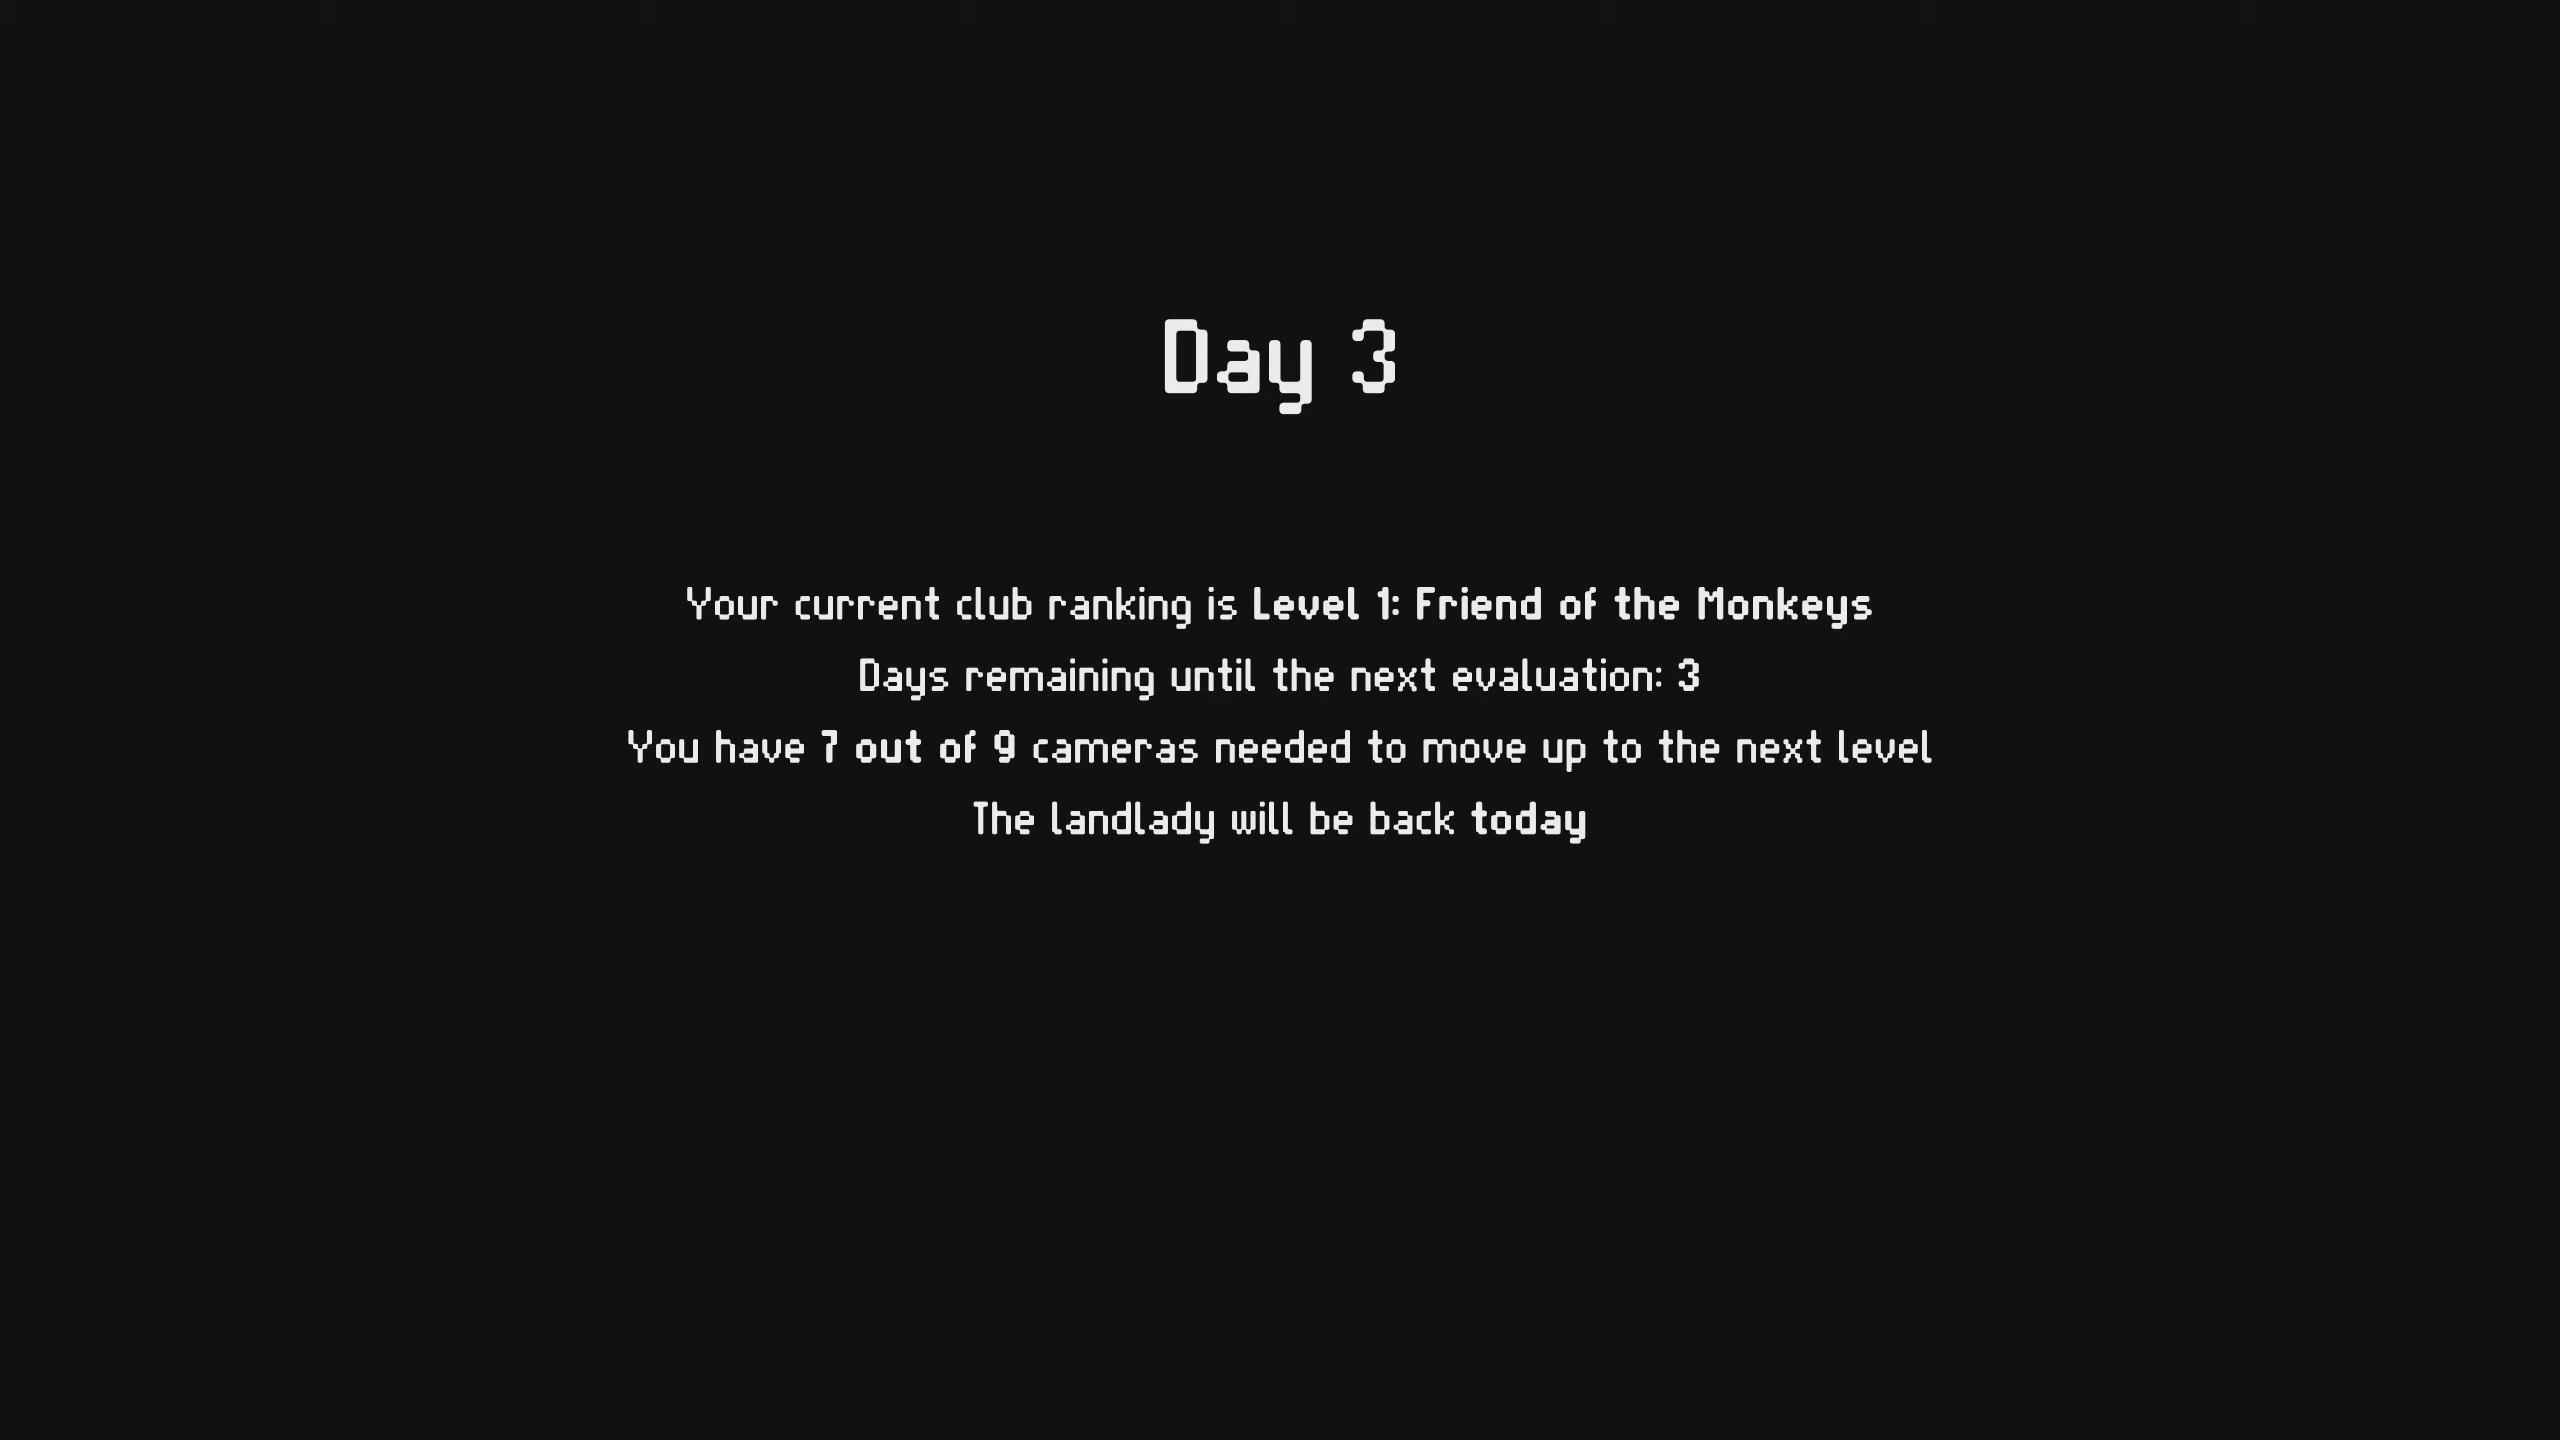 Day 3
Your current club ranking is Level 1: Friend of the Monkeys
Days remaining until the next evaluation: 3
You have 7 out of 9 cameras needed to move up to the next level
The landlady will be back today